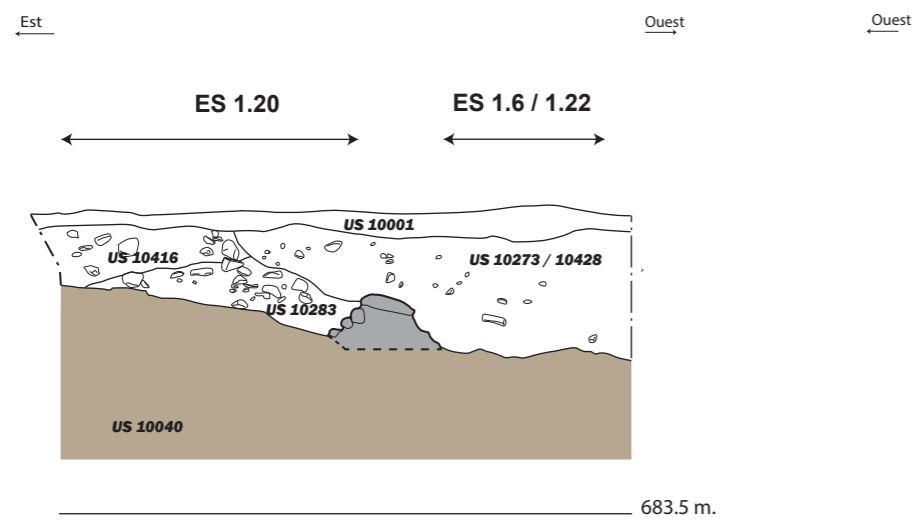 Est
Ouest
Ouest
ES 1.20
ES 1.6 / 1.22
US 10001
US 10416
US 10273 / 10428
US 10283
US 10040
683.5 m.